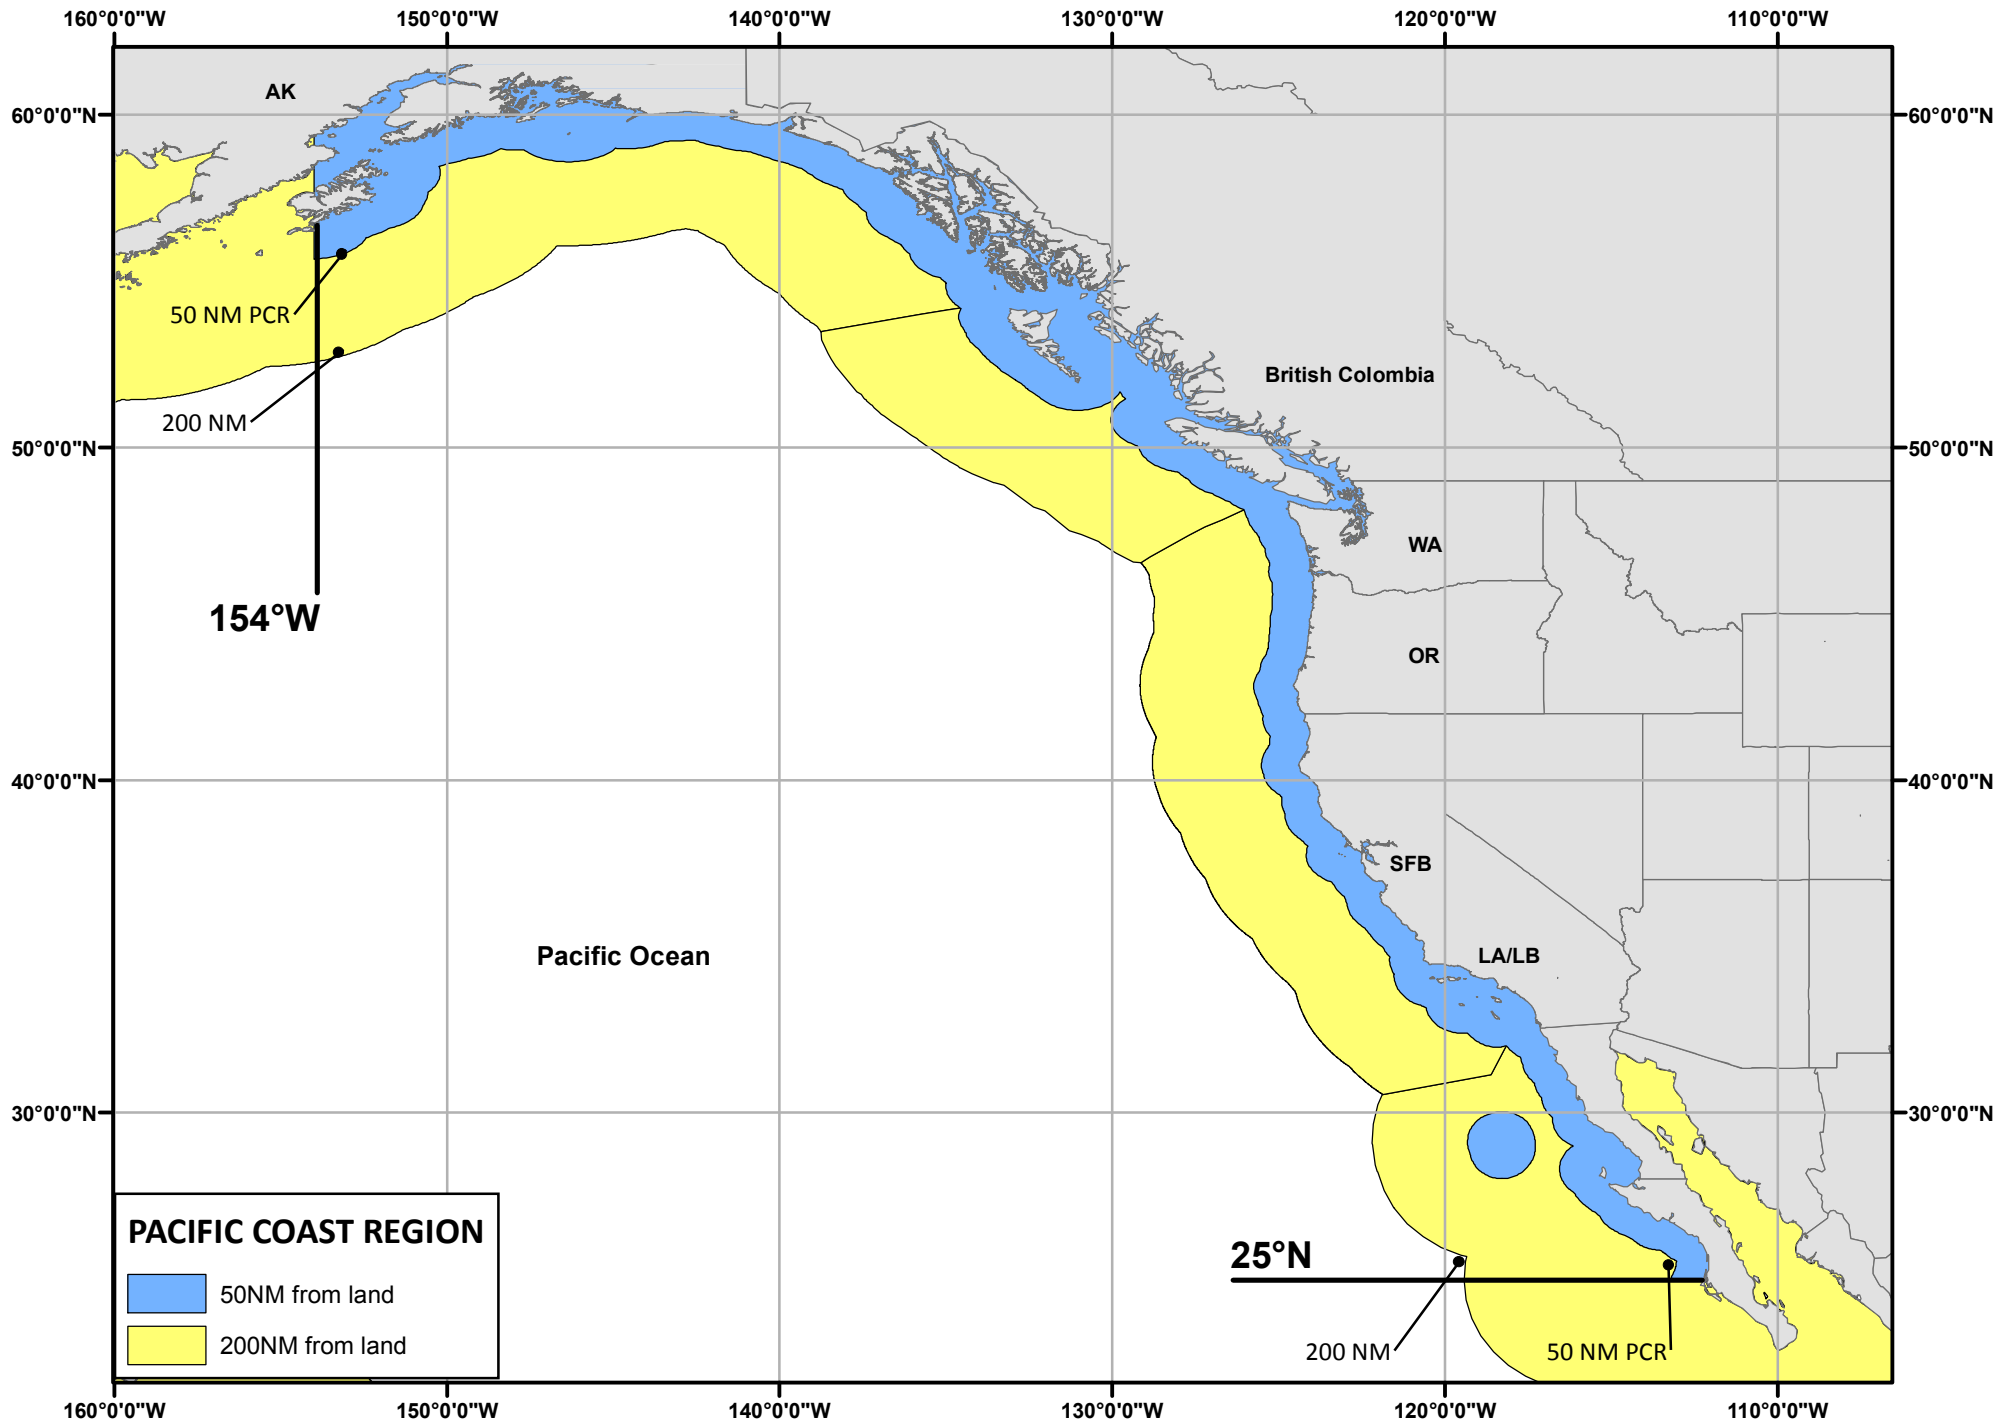 160°0'0"W 150°0'0"W 140°0'0"W 130°0'0"W 120°0'0"W 110°0'0"W
AK
60°0'0"N 60°0'0"N
50 NM PCR
British Colombia
200 NM
50°0'0"N 50°0'0"N
WA
154°W
OR
40°0'0"N 40°0'0"N
SFB
Pacific Ocean
LA/LB
30°0'0"N 30°0'0"N
25°N
PACIFIC COAST REGION
50NM from land
200NM from land
200 NM
50 NM PCR
160°0'0"W 150°0'0"W 140°0'0"W 130°0'0"W 120°0'0"W 110°0'0"W